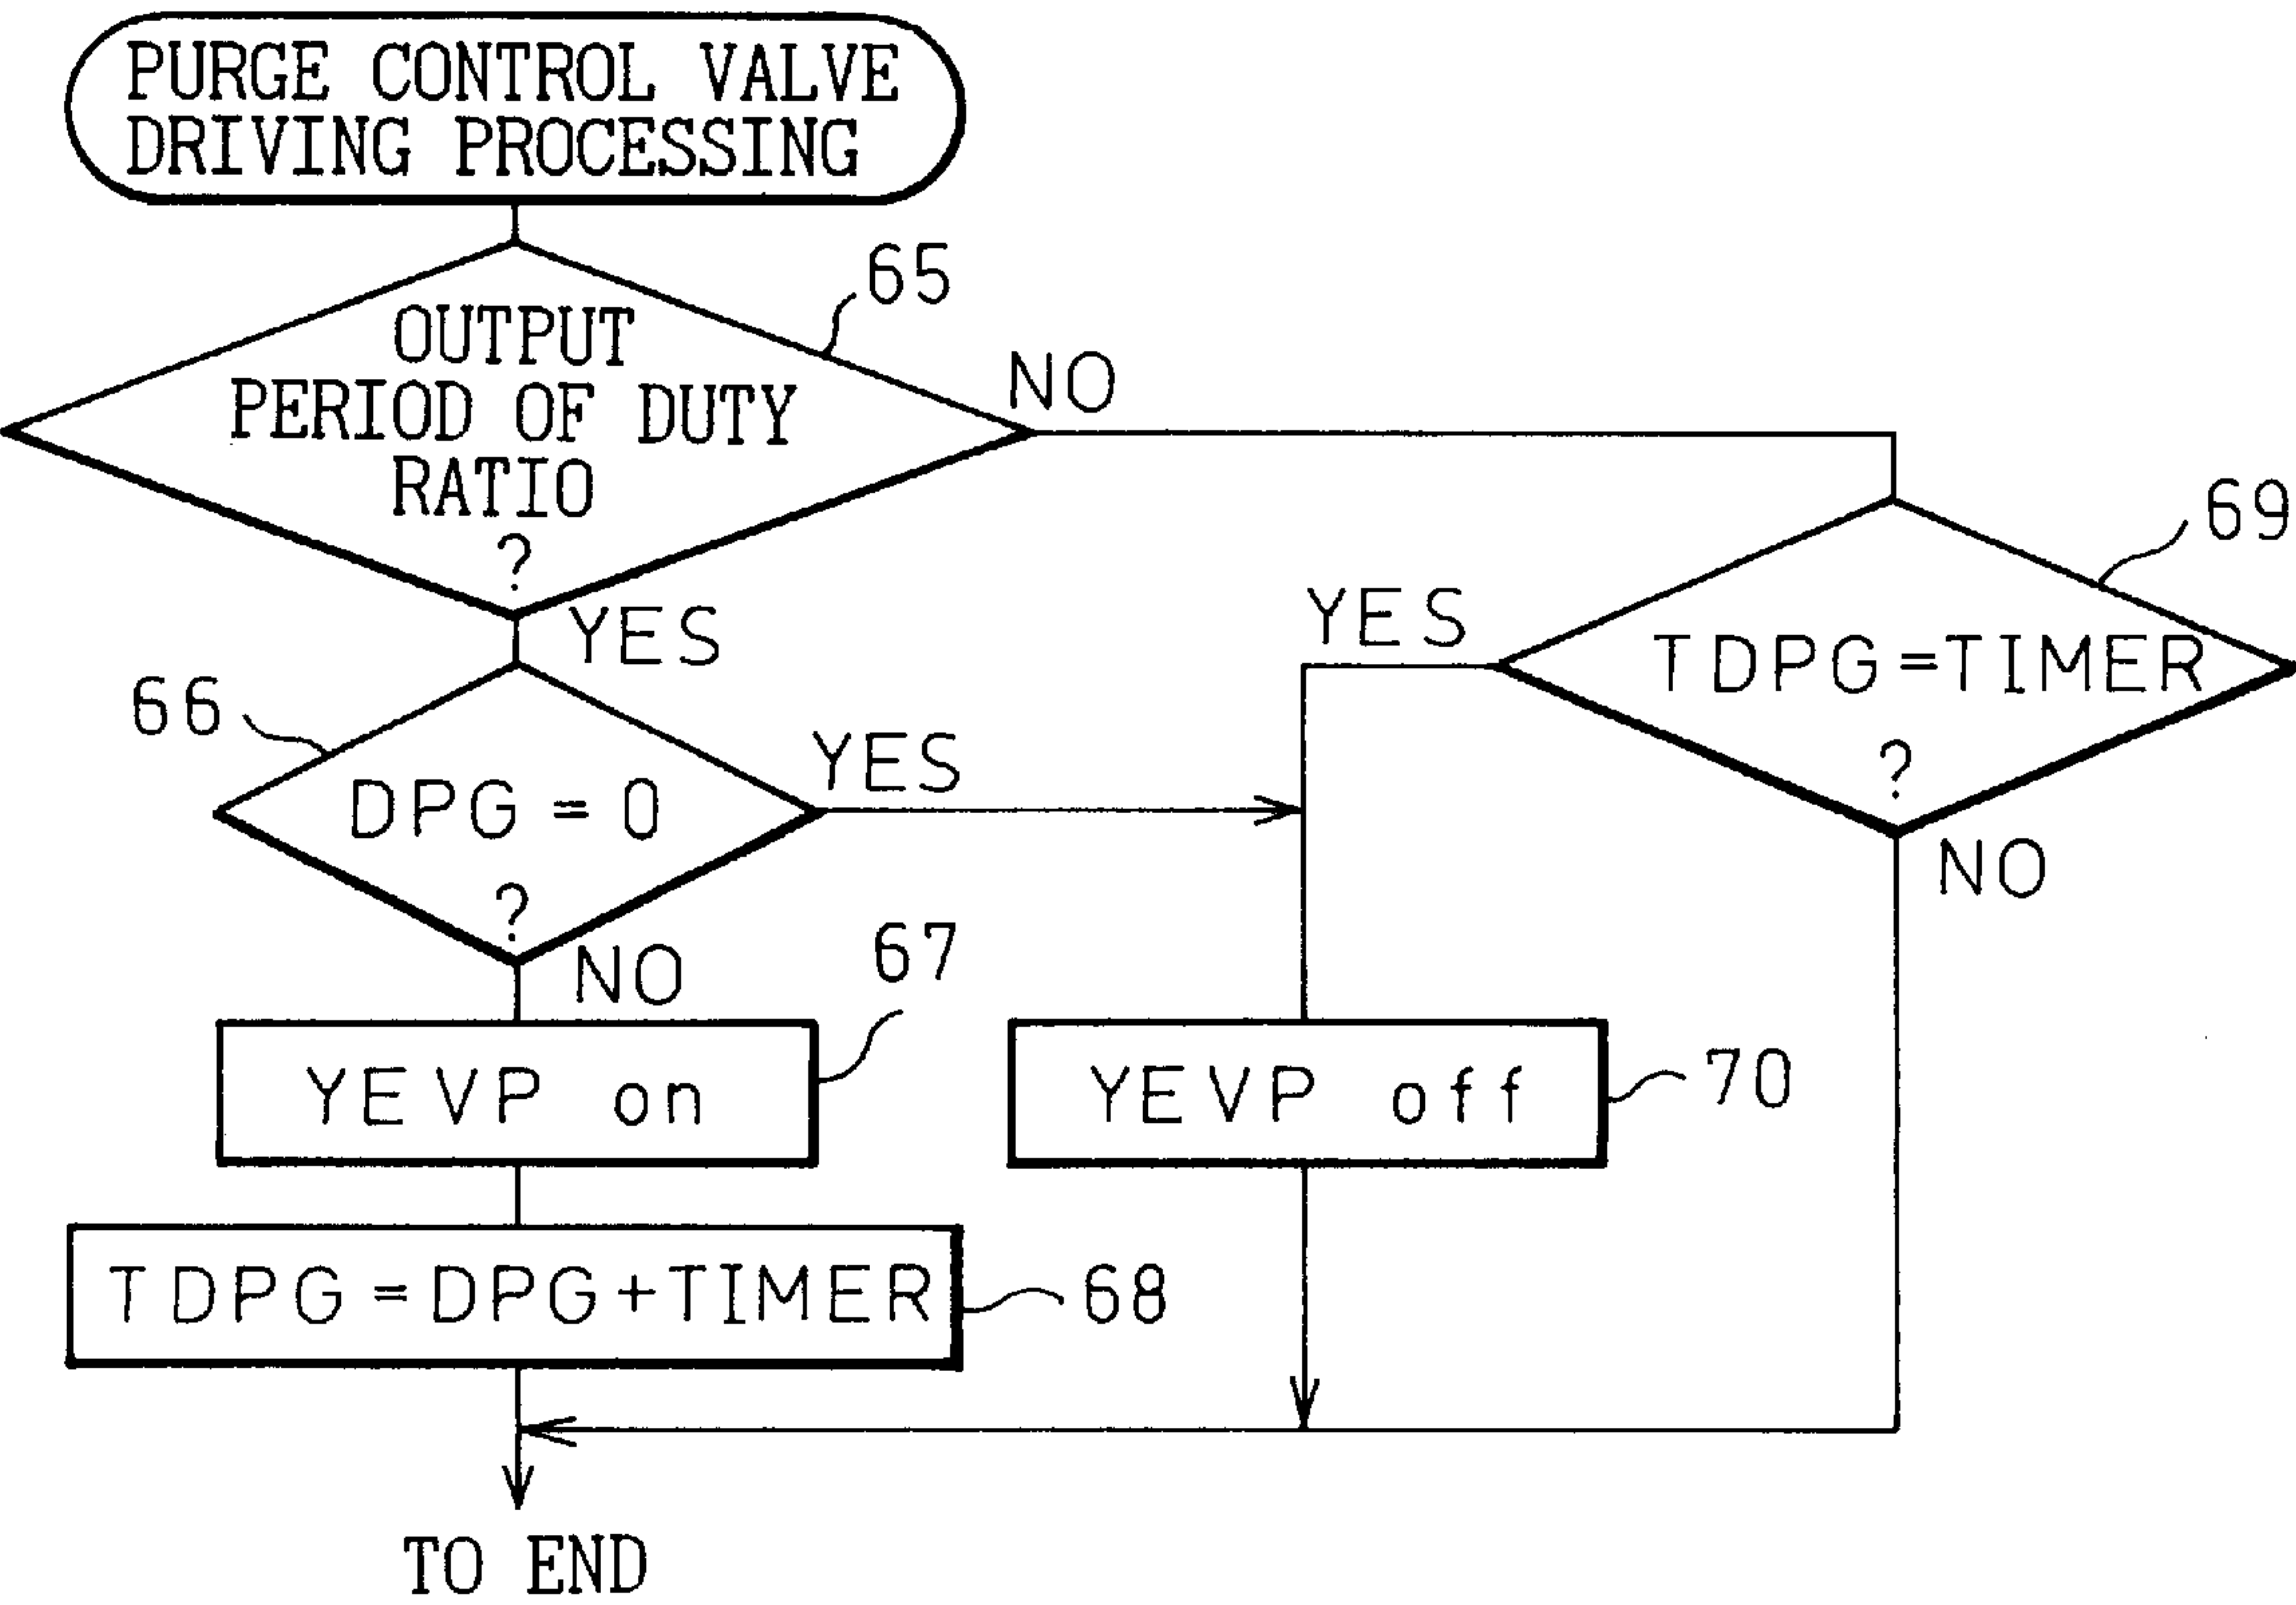 PURGE CONTROL VALVE
DRIVING PROCESSING
65
OUTPUT
PERIOD OF DUTY
RATIO
?
NO
YES
69
TDPG=TIMER
?
YES
NO
66
DPG=0
?
YES
NO
67
YEVP on
70
YEVP off
68
TDPG=DPG+TIMER
TO END